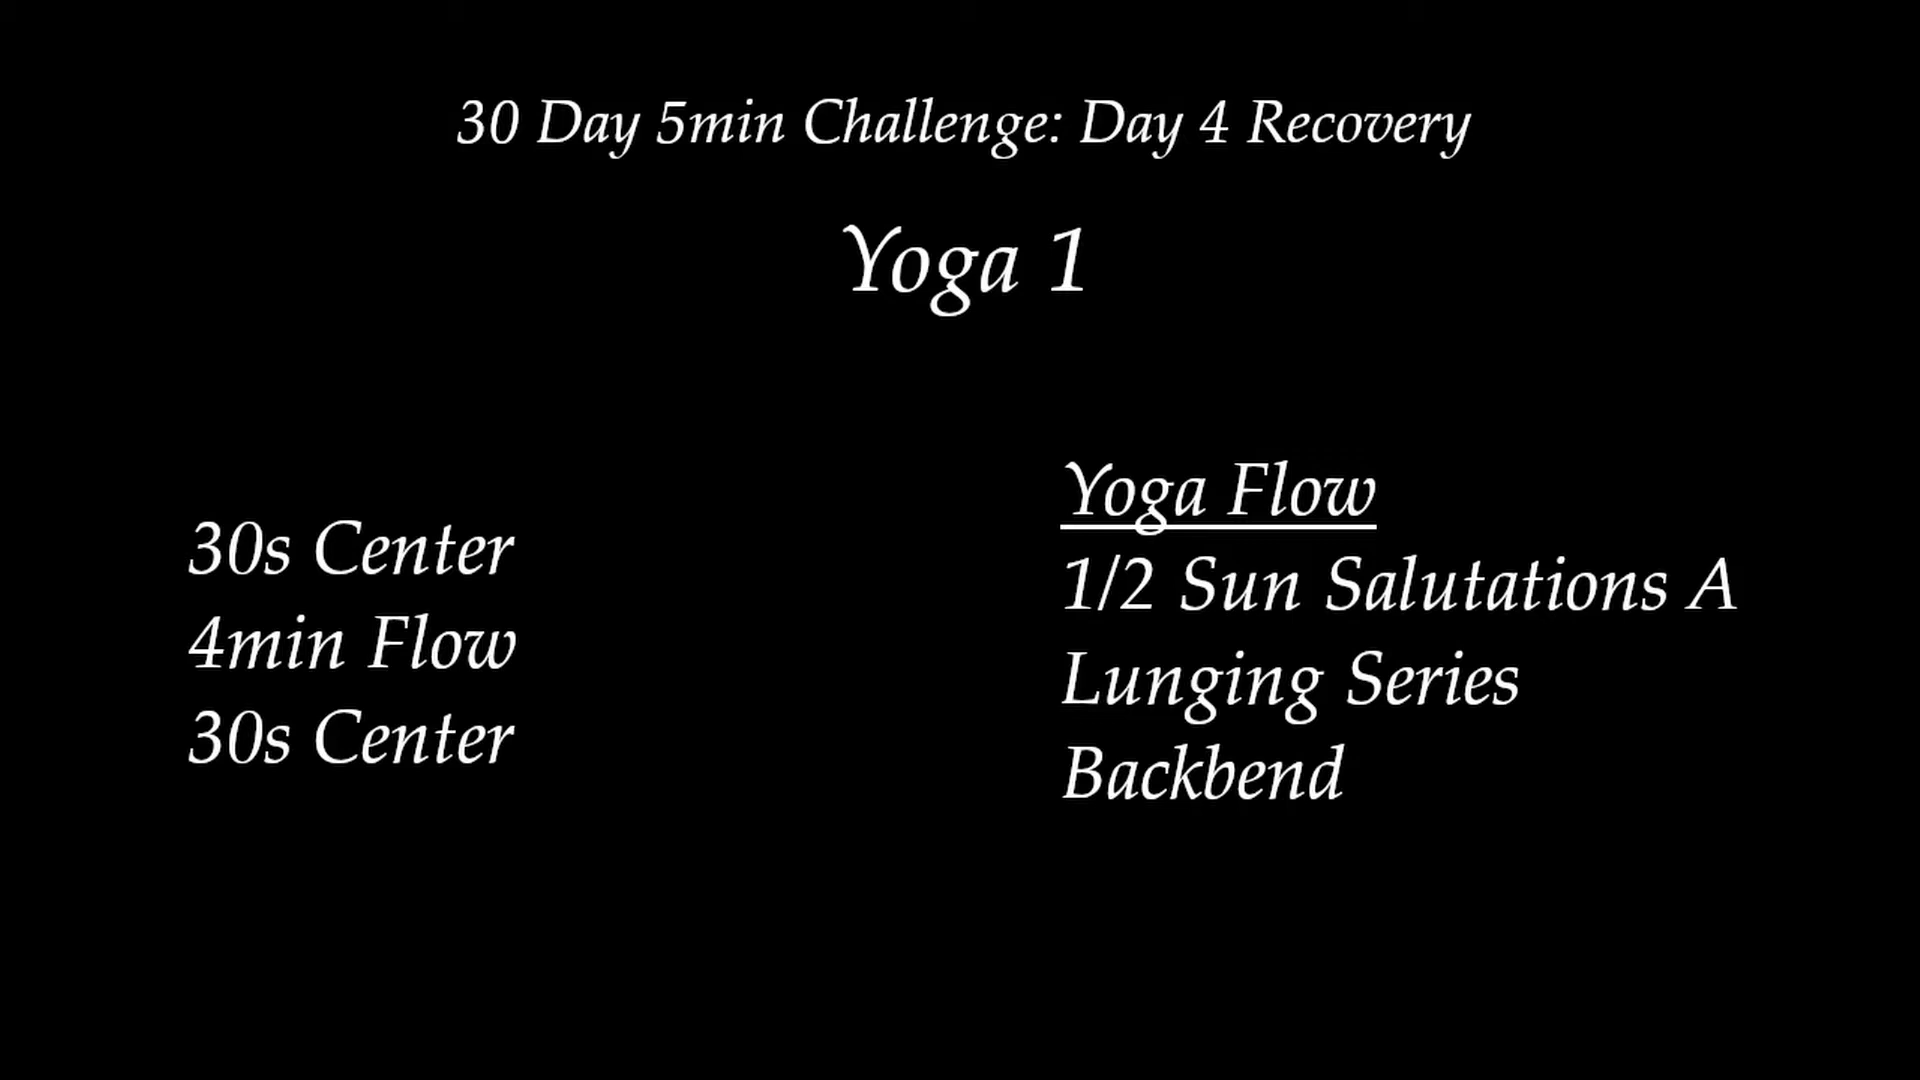 30 Day 5min Challenge: Day 4 Recovery
Yoga 1
30s Center
4min Flow
30s Center
Yoga Flow
1/2 Sun Salutations A
Lunging Series
Backbend